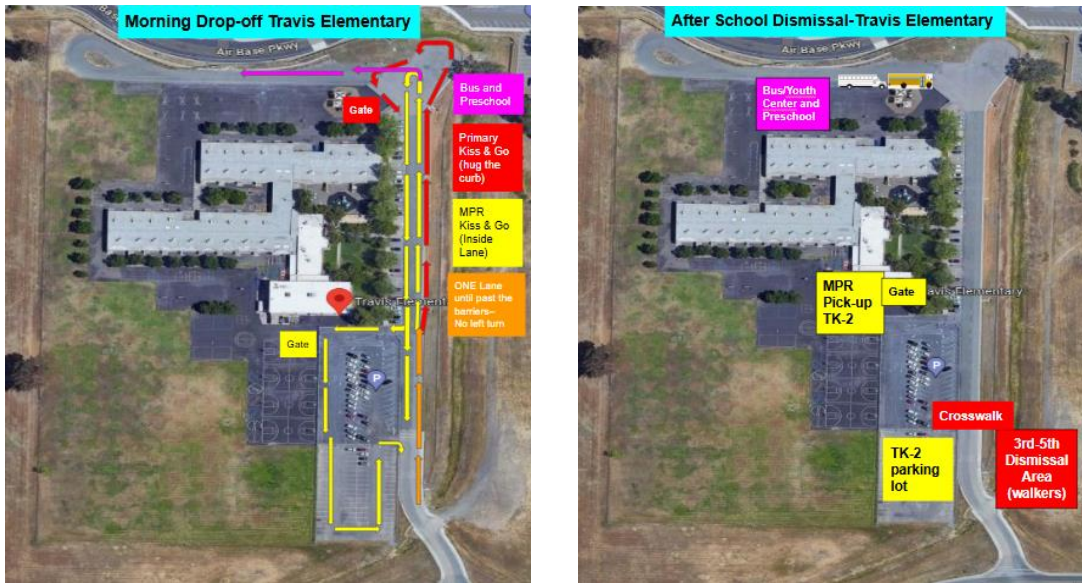 Morning Drop-off Travis Elementary
Air Base Pkwy
Gate
Bus and
Preschool
Primary
Kiss & Go
(hug the
curb)
MPR
Kiss & Go
(Inside
Lane)
ONE Lane
until past the
barriers--
No left turn
Travis Element
Gate
P
After School Dismissal-Travis Elementary
Air Base Pkwy
Bus/Youth
Center and
Preschool
MPR
Pick-up
TK-2
Gate
Travis Elementary
P
Crosswalk
TK-2
parking
lot
3rd-5th
Dismissal
Area
(walkers)